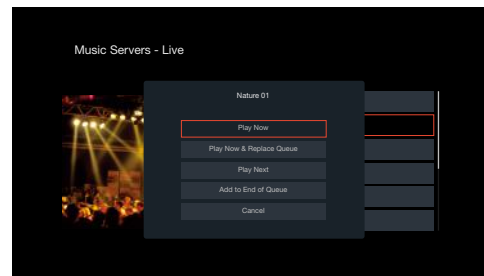 Music Servers - Live
Nature 01
Play Now
Play Now & Replace Queue
Play Next
Add to End of Queue
Cancel